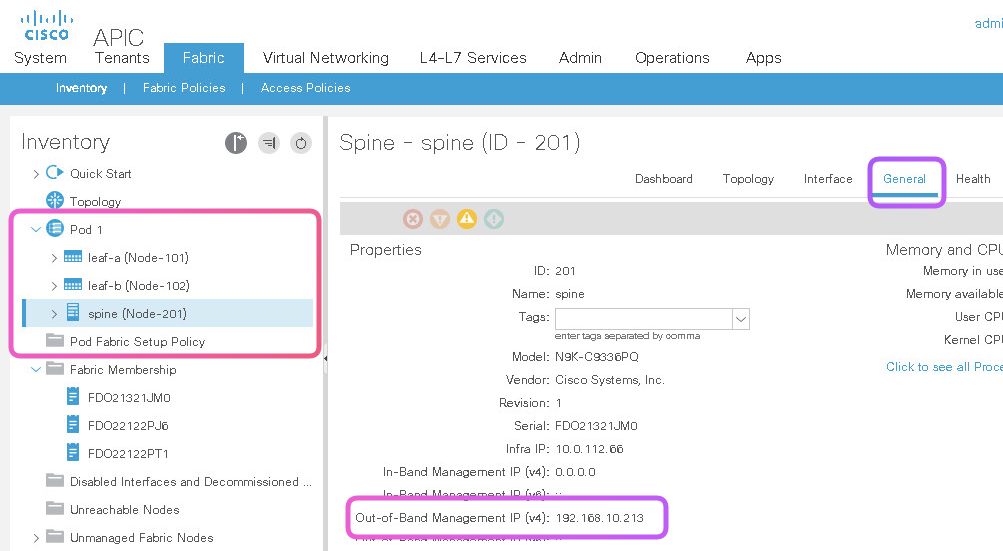 cisco
APIC
admi
System Tenants Fabric Virtual Networking L4-L7 Services Admin Operations Apps
Inventory | Fabric Policies | Access Policies
Inventory
Quick Start
Topology
Pod 1
leaf-a (Node-101)
leaf-b (Node-102)
spine (Node-201)
Pod Fabric Setup Policy
Fabric Membership
FDO21321JM0
FDO22122PJ6
FDO22122PT1
Disabled Interfaces and Decommissioned ...
Unreachable Nodes
Unmanaged Fabric Nodes
Spine - spine (ID - 201)
Dashboard Topology Interface General Health
Properties
ID: 201
Name: spine
Tags:
enter tags separated by comma
Model: N9K-C9336PQ
Vendor: Cisco Systems, Inc.
Revision: 1
Serial: FDO21321JM0
Infra IP: 10.0.112.66
In-Band Management IP (v4): 0.0.0.0
In-Band Management IP (v6): ::
Out-of-Band Management IP (v4): 192.168.10.213
Memory and CPU
Memory in use
Memory available
User CPU
Kernel CPU
Click to see all Proce